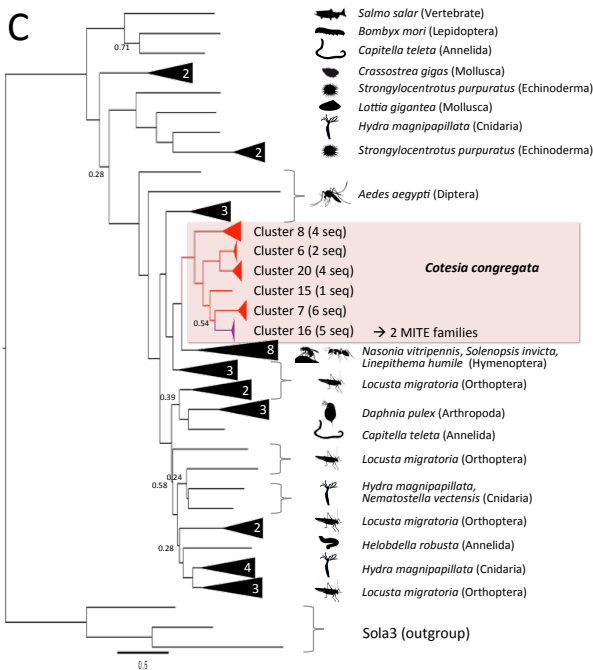 C
Salmo salar (Vertebrate)
Bombyx mori (Lepidoptera)
0.71
Capitella teleta (Annelida)
2
Crassostrea gigas (Mollusca)
Strongylocentrotus purpuratus (Echinoderma)
Lottia gigantea (Mollusca)
Hydra magnipapillata (Cnidaria)
2
Strongylocentrotus purpuratus (Echinoderma)
0.28
Aedes aegypti (Diptera)
3
Cluster 8 (4 seq)
Cluster 6 (2 seq)
Cluster 20 (4 seq)
Cotesia congregata
Cluster 15 (1 seq)
Cluster 7 (6 seq)
0.54
Cluster 16 (5 seq) → 2 MITE families
8
Nasonia vitripennis, Solenopsis invicta,
Linepithema humile (Hymenoptera)
3
Locusta migratoria (Orthoptera)
2
0.39
3
Daphnia pulex (Arthropoda)
Capitella teleta (Annelida)
Locusta migratoria (Orthoptera)
0.24
0.58
Hydra magnipapillata,
Nematostella vectensis (Cnidaria)
2
Locusta migratoria (Orthoptera)
0.28
Helobdella robusta (Annelida)
4
Hydra magnipapillata (Cnidaria)
3
Locusta migratoria (Orthoptera)
Sola3 (outgroup)
0.5